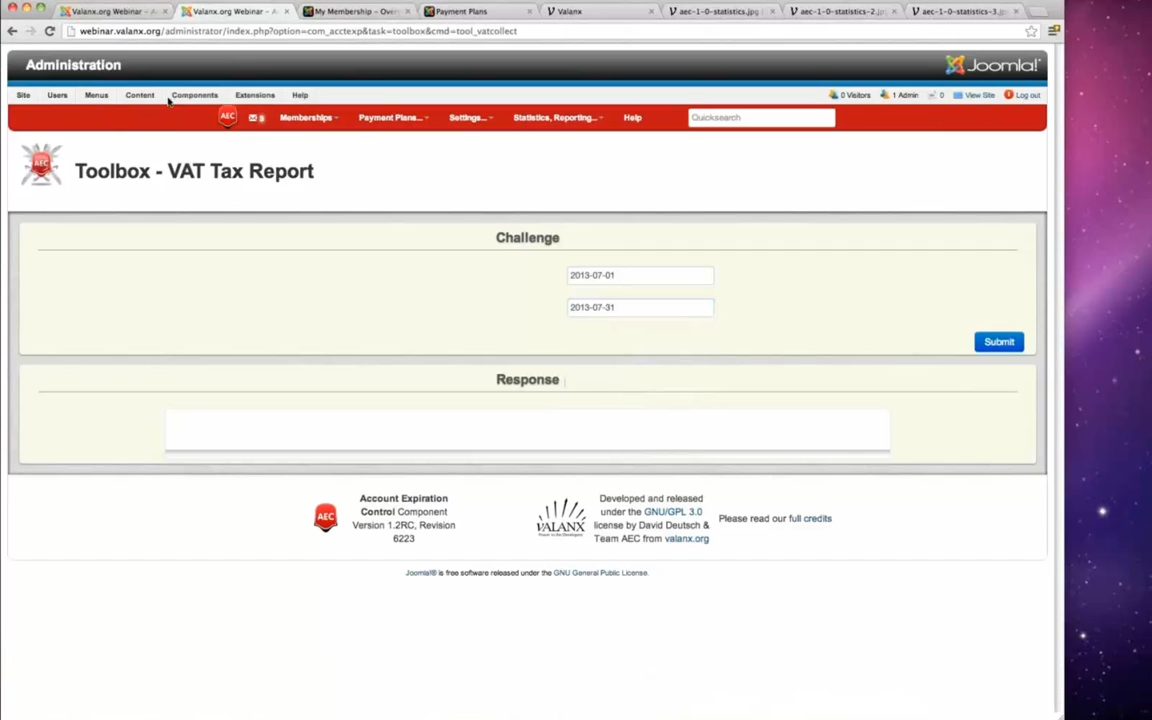 Valanx.org Webinar – A
Valanx.org Webinar – A
My Membership – Over
Payment Plans
Valanx
aec-1-0-statistics.jpg
aec-1-0-statistics-2.jp
aec-1-0-statistics-3.jp
webinar.valanx.org/administrator/index.php?option=com_acctexp&task=toolbox&cmd=tool_vatcollect
Administration
Joomla!
Site Users Menus Content Components Extensions Help
0 Visitors 1 Admin 0 View Site Log out
AEC Memberships Payment Plans... Settings... Statistics, Reporting... Help Quicksearch
AEC
Toolbox - VAT Tax Report
Challenge
2013-07-01
2013-07-31
Submit
Response
AEC
Account Expiration
Control Component
Version 1.2RC, Revision
6223
VALANX
Developed and released
under the GNU/GPL 3.0
license by David Deutsch &
Team AEC from valanx.org
Please read our full credits
Joomla!® is free software released under the GNU General Public License.